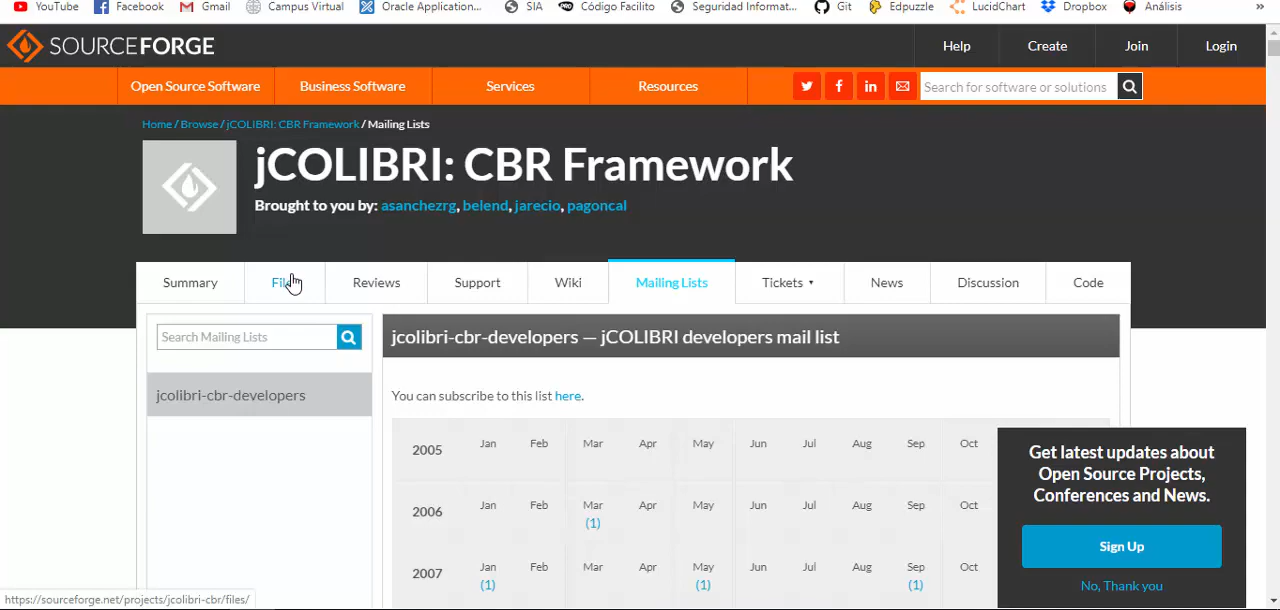 YouTube Facebook Gmail Campus Virtual Oracle Application... SIA Código Facilito Seguridad Informat... Git Edpuzzle LucidChart Dropbox Análisis »
SOURCEFORGE Help Create Join Login
Open Source Software Business Software Services Resources Search for software or solutions
Home / Browse / jCOLIBRI: CBR Framework / Mailing Lists
jCOLIBRI: CBR Framework
Brought to you by: asanchezrg, belend, jarecio, pagoncal
Summary Files Reviews Support Wiki Mailing Lists Tickets News Discussion Code
Search Mailing Lists
jcolibri-cbr-developers
jcolibri-cbr-developers — jCOLIBRI developers mail list
You can subscribe to this list here.
2005 Jan Feb Mar Apr May Jun Jul Aug Sep Oct
2006 Jan Feb Mar Apr May Jun Jul Aug Sep Oct
(1)
2007 Jan Feb Mar Apr May Jun Jul Aug Sep Oct
(1) (1) (1)
Get latest updates about
Open Source Projects,
Conferences and News.
Sign Up
No, Thank you
https://sourceforge.net/projects/jcolibri-cbr/files/